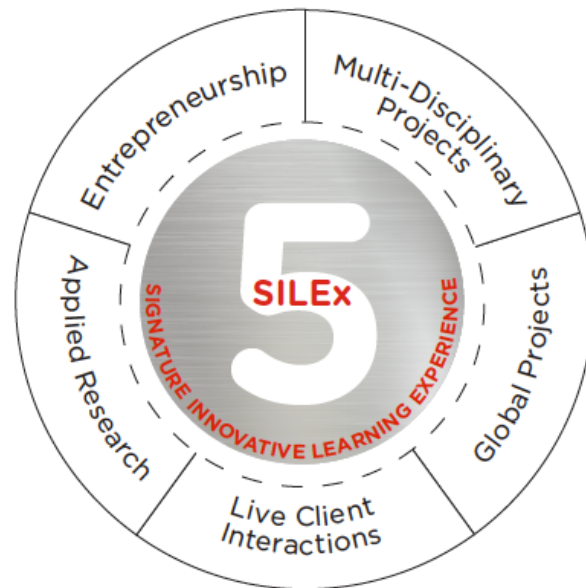 Entrepreneurship
Multi-Disciplinary
Projects
Global Projects
Live Client
Interactions
Applied Research
5
SILEx
SIGNATURE INNOVATIVE LEARNING EXPERIENCE